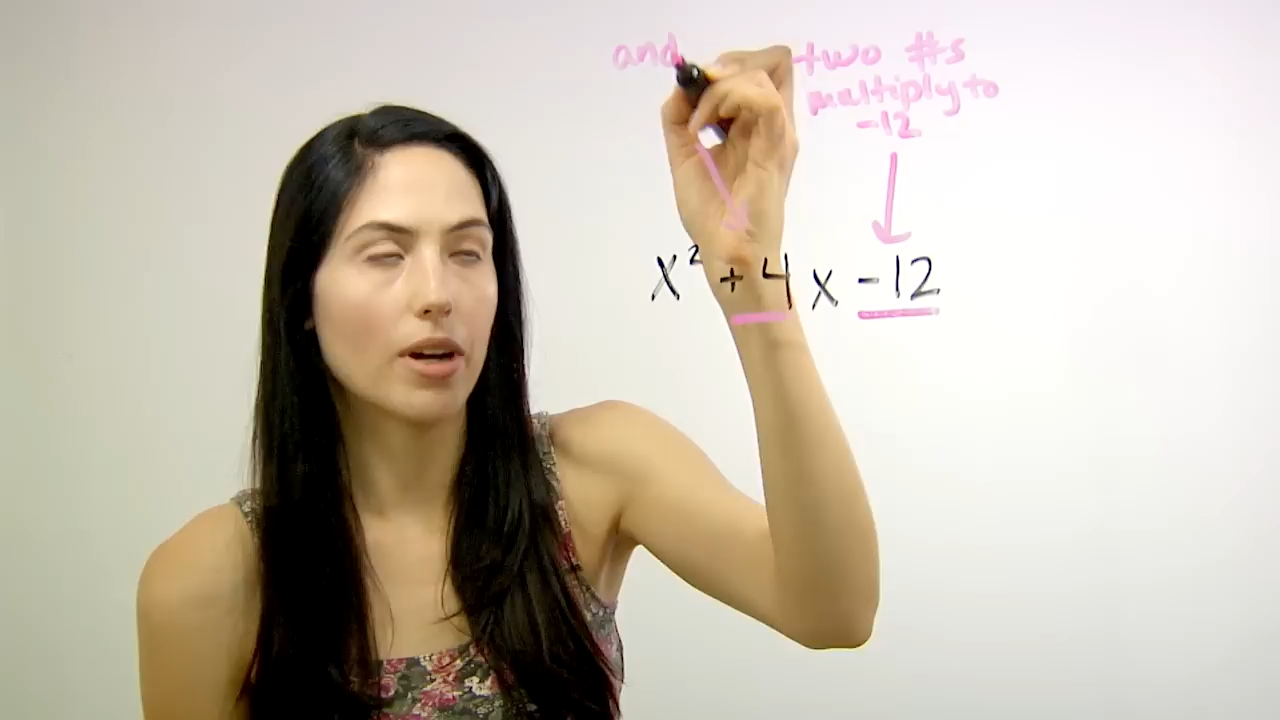 and
two #s
multiply to
-12
x² + 4x - 12